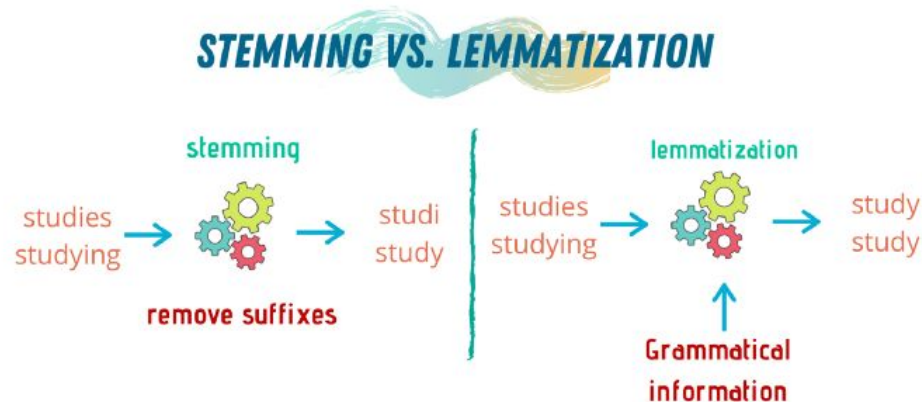 STEMMING VS. LEMMATIZATION
stemming
studies
studying
studi
study
remove suffixes
lemmatization
studies
studying
study
study
Grammatical
information